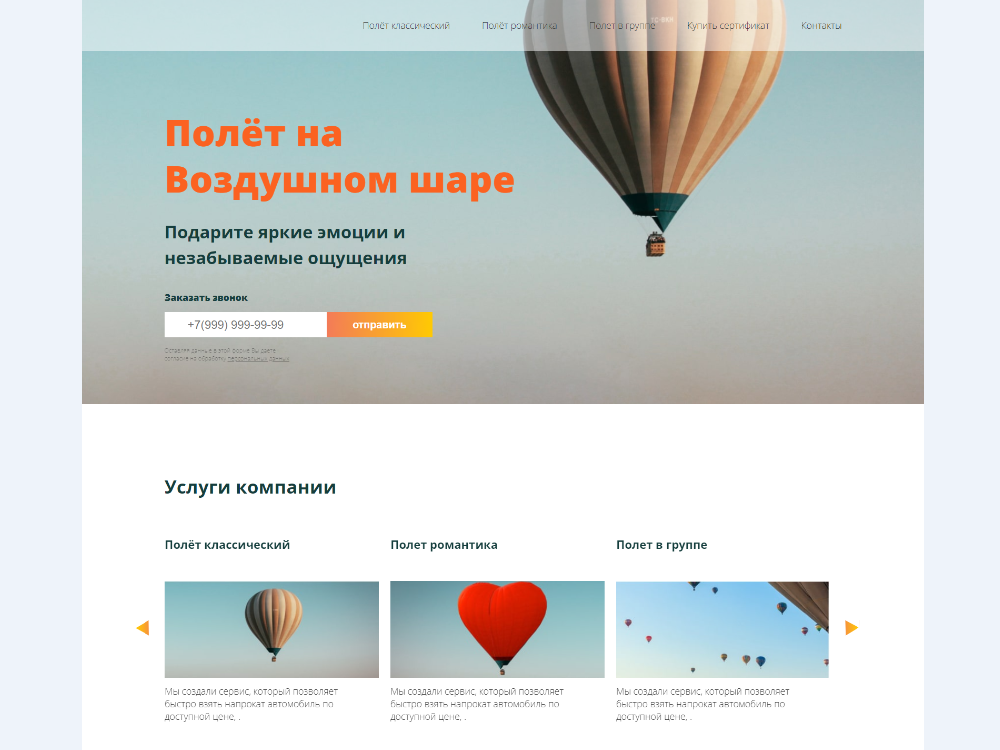 Полёт классический Полёт романтика Полет в группе Купить сертификат Контакты
Полёт на
Воздушном шаре
Подарите яркие эмоции и
незабываемые ощущения
Заказать звонок
+7(999) 999-99-99 отправить
Оставляя данные в этой форме Вы даете
согласие на обработку персональных данных
Услуги компании
Полёт классический Полет романтика Полет в группе
Мы создали сервис, который позволяет
быстро взять напрокат автомобиль по
доступной цене, .
Мы создали сервис, который позволяет
быстро взять напрокат автомобиль по
доступной цене, .
Мы создали сервис, который позволяет
быстро взять напрокат автомобиль по
доступной цене, .